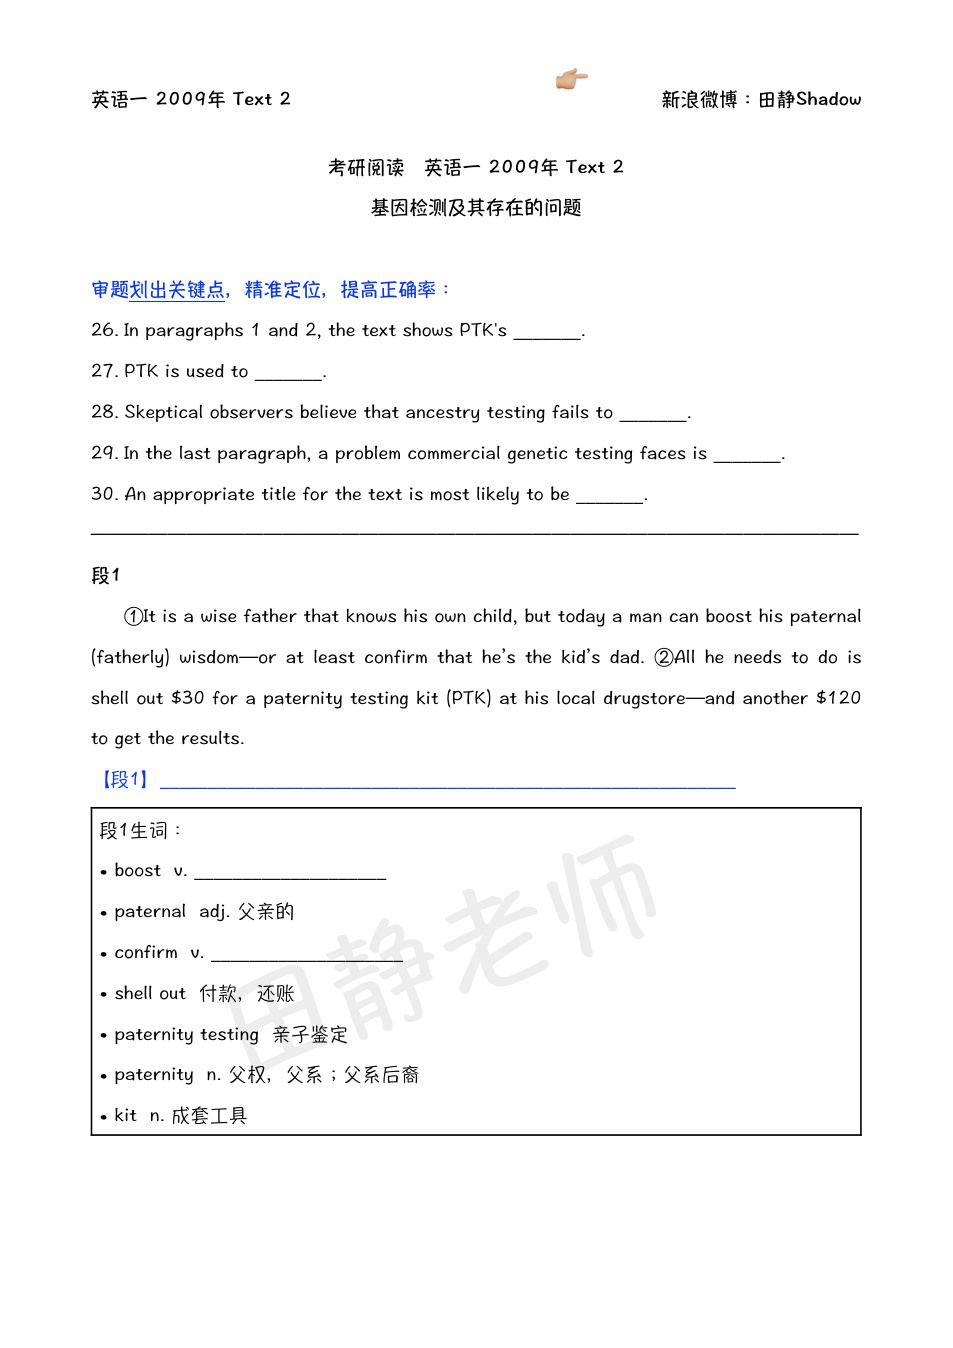 英语一 2009年 Text 2 新浪微博：田静Shadow
考研阅读 英语一 2009年 Text 2
基因检测及其存在的问题
审题划出关键点，精准定位，提高正确率：
26. In paragraphs 1 and 2, the text shows PTK's _______.
27. PTK is used to _______.
28. Skeptical observers believe that ancestry testing fails to _______.
29. In the last paragraph, a problem commercial genetic testing faces is _______.
30. An appropriate title for the text is most likely to be _______.
段1
①It is a wise father that knows his own child, but today a man can boost his paternal
(fatherly) wisdom—or at least confirm that he’s the kid’s dad. ②All he needs to do is
shell out $30 for a paternity testing kit (PTK) at his local drugstore—and another $120
to get the results.
【段1】____________________________________________________________
段1生词：
• boost v. ____________________
• paternal adj. 父亲的
• confirm v. ____________________
• shell out 付款，还账
• paternity testing 亲子鉴定
• paternity n. 父权，父系；父系后裔
• kit n. 成套工具
田静老师